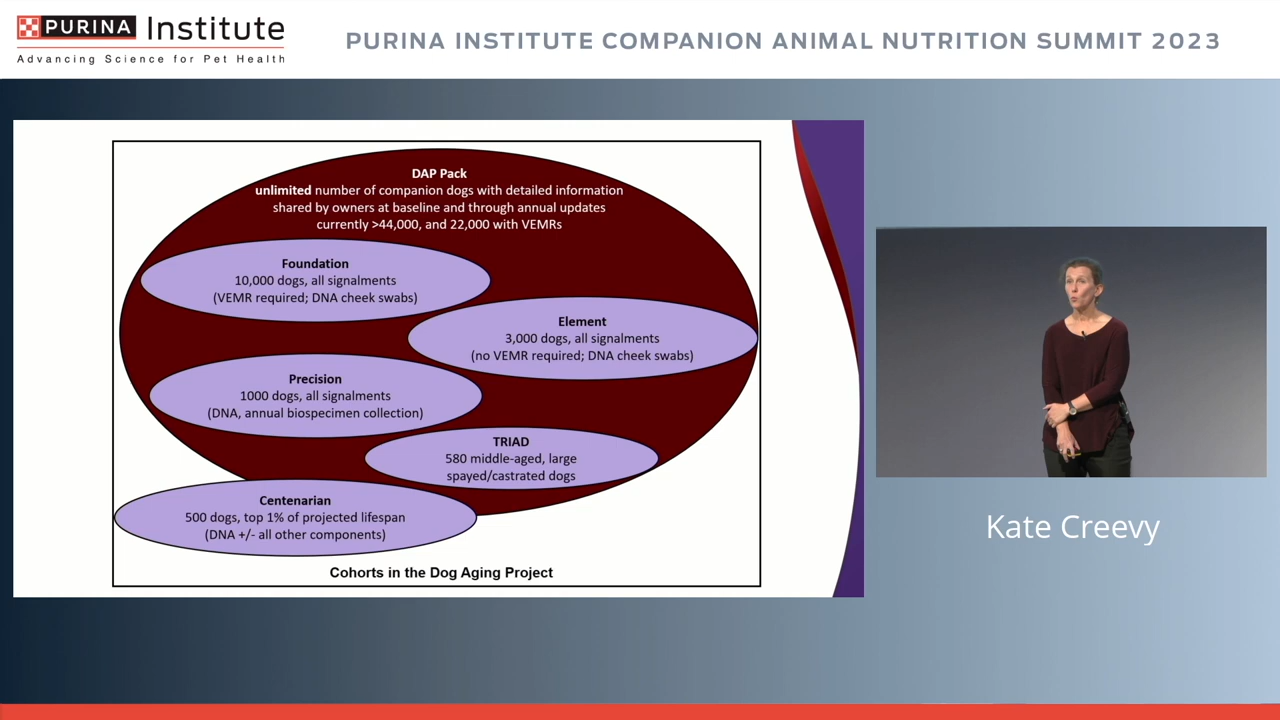 PURINA Institute
Advancing Science for Pet Health
PURINA INSTITUTE COMPANION ANIMAL NUTRITION SUMMIT 2023
DAP Pack
unlimited number of companion dogs with detailed information
shared by owners at baseline and through annual updates
currently >44,000, and 22,000 with VEMRs
Foundation
10,000 dogs, all signalments
(VEMR required; DNA cheek swabs)
Element
3,000 dogs, all signalments
(no VEMR required; DNA cheek swabs)
Precision
1000 dogs, all signalments
(DNA, annual biospecimen collection)
TRIAD
580 middle-aged, large
spayed/castrated dogs
Centenarian
500 dogs, top 1% of projected lifespan
(DNA +/- all other components)
Cohorts in the Dog Aging Project
Kate Creevy